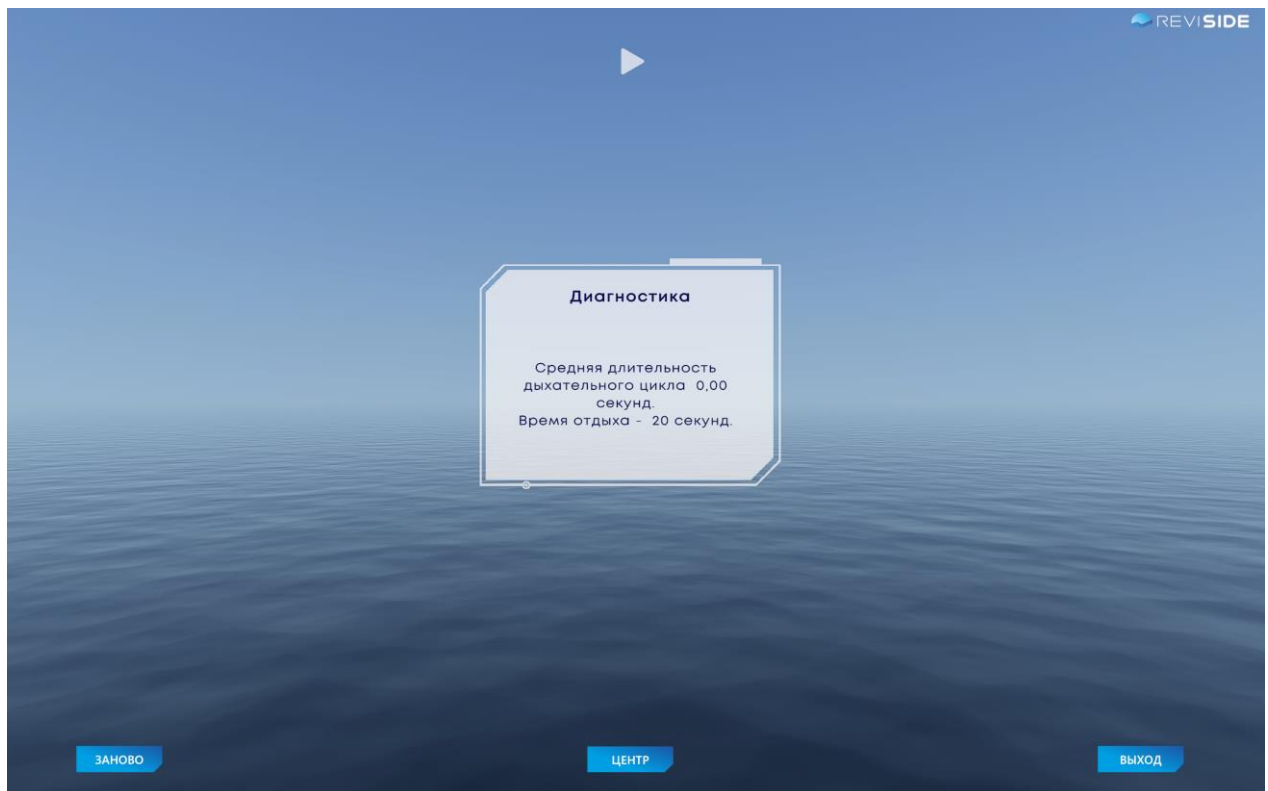 REVISIDE
Диагностика
Средняя длительность
дыхательного цикла 0,00
секунд.
Время отдыха - 20 секунд.
ЗАНОВО
ЦЕНТР
ВЫХОД